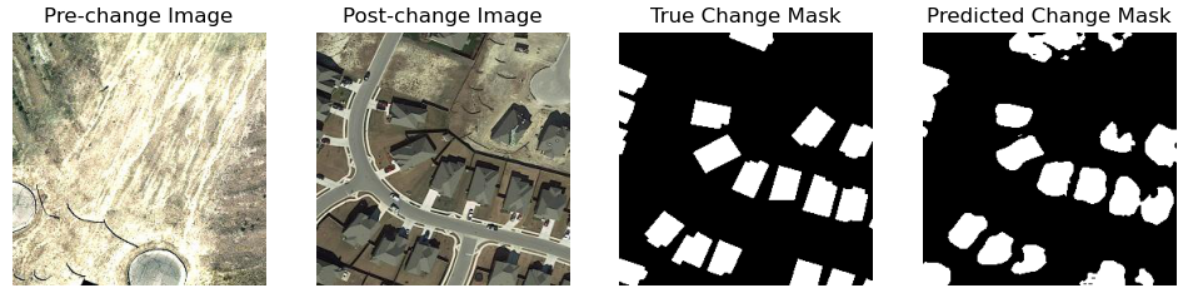 Pre-change Image
Post-change Image
True Change Mask
Predicted Change Mask